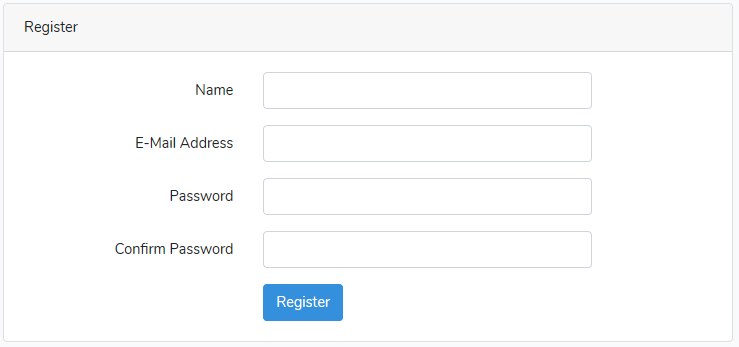 Register
Name
E-Mail Address
Password
Confirm Password
Register